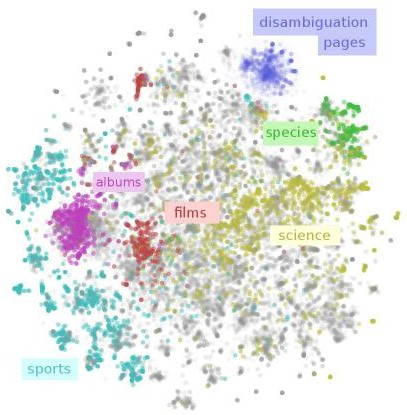 disambiguation
pages
species
albums
films
science
sports